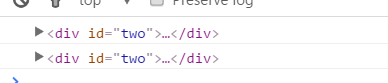 top Preserve log
<div id="two">…</div>
<div id="two">…</div>